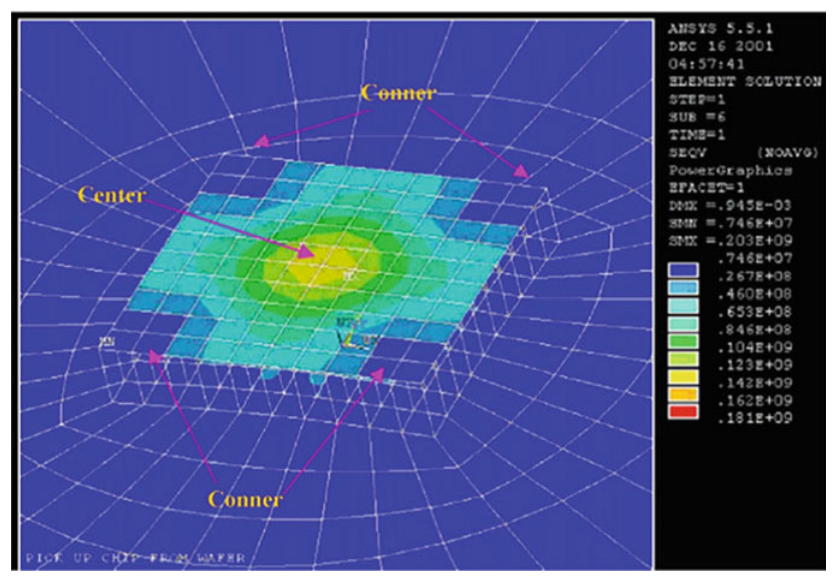 ANSYS 5.5.1
DEC 16 2001
04:57:41
ELEMENT SOLUTION
STEP=1
SUB =6
TIME=1
SEQV (NOAVG)
PowerGraphics
EFACET=1
DMX =.945E-03
SMN =.746E+07
SMX =.203E+09
.746E+07
.267E+08
.460E+08
.653E+08
.846E+08
.104E+09
.123E+09
.142E+09
.162E+09
.181E+09
Conner
Center
MN
Conner
PICK UP CHIP FROM WAFER